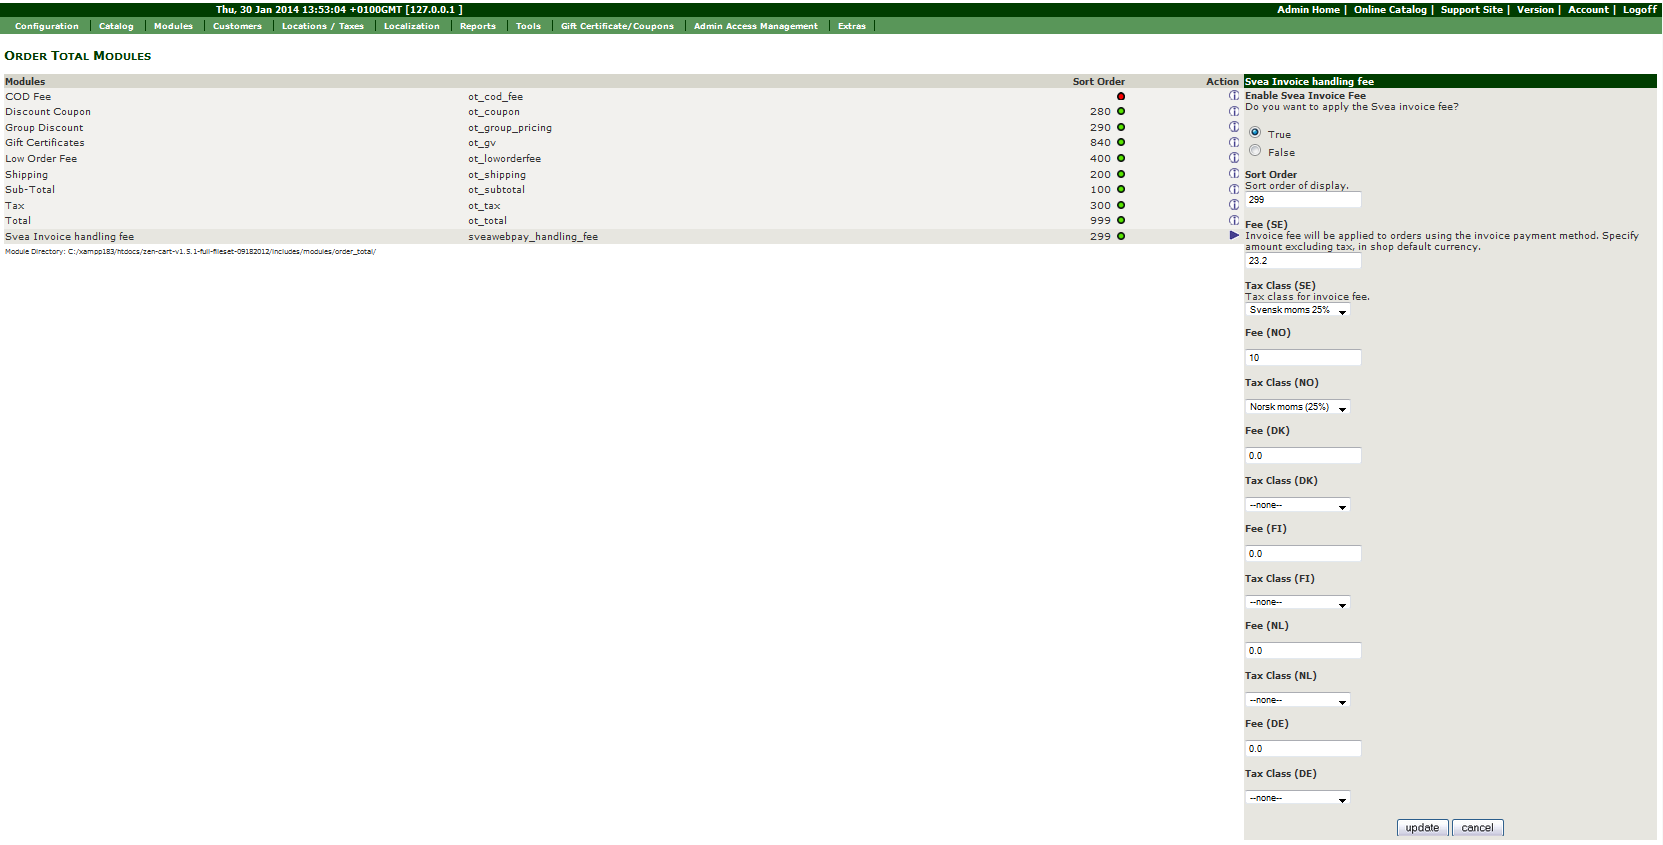 Thu, 30 Jan 2014 13:53:04 +0100GMT [127.0.0.1 ]
Admin Home | Online Catalog | Support Site | Version | Account | Logoff
Configuration | Catalog | Modules | Customers | Locations / Taxes | Localization | Reports | Tools | Gift Certificate/Coupons | Admin Access Management | Extras |
Order Total Modules
Modules Sort Order Action
COD Fee ot_cod_fee
Discount Coupon ot_coupon 280
Group Discount ot_group_pricing 290
Gift Certificates ot_gv 840
Low Order Fee ot_loworderfee 400
Shipping ot_shipping 200
Sub-Total ot_subtotal 100
Tax ot_tax 300
Total ot_total 999
Svea Invoice handling fee sveawebpay_handling_fee 299
Module Directory: C:/xampp183/htdocs/zen-cart-v1.5.1-full-fileset-09182012/includes/modules/order_total/
Svea Invoice handling fee
Enable Svea Invoice Fee
Do you want to apply the Svea invoice fee?
True
False
Sort Order
Sort order of display.
299
Fee (SE)
Invoice fee will be applied to orders using the invoice payment method. Specify
amount excluding tax, in shop default currency.
23.2
Tax Class (SE)
Tax class for invoice fee.
Svensk moms 25%
Fee (NO)
10
Tax Class (NO)
Norsk moms (25%)
Fee (DK)
0.0
Tax Class (DK)
--none--
Fee (FI)
0.0
Tax Class (FI)
--none--
Fee (NL)
0.0
Tax Class (NL)
--none--
Fee (DE)
0.0
Tax Class (DE)
--none--
update cancel